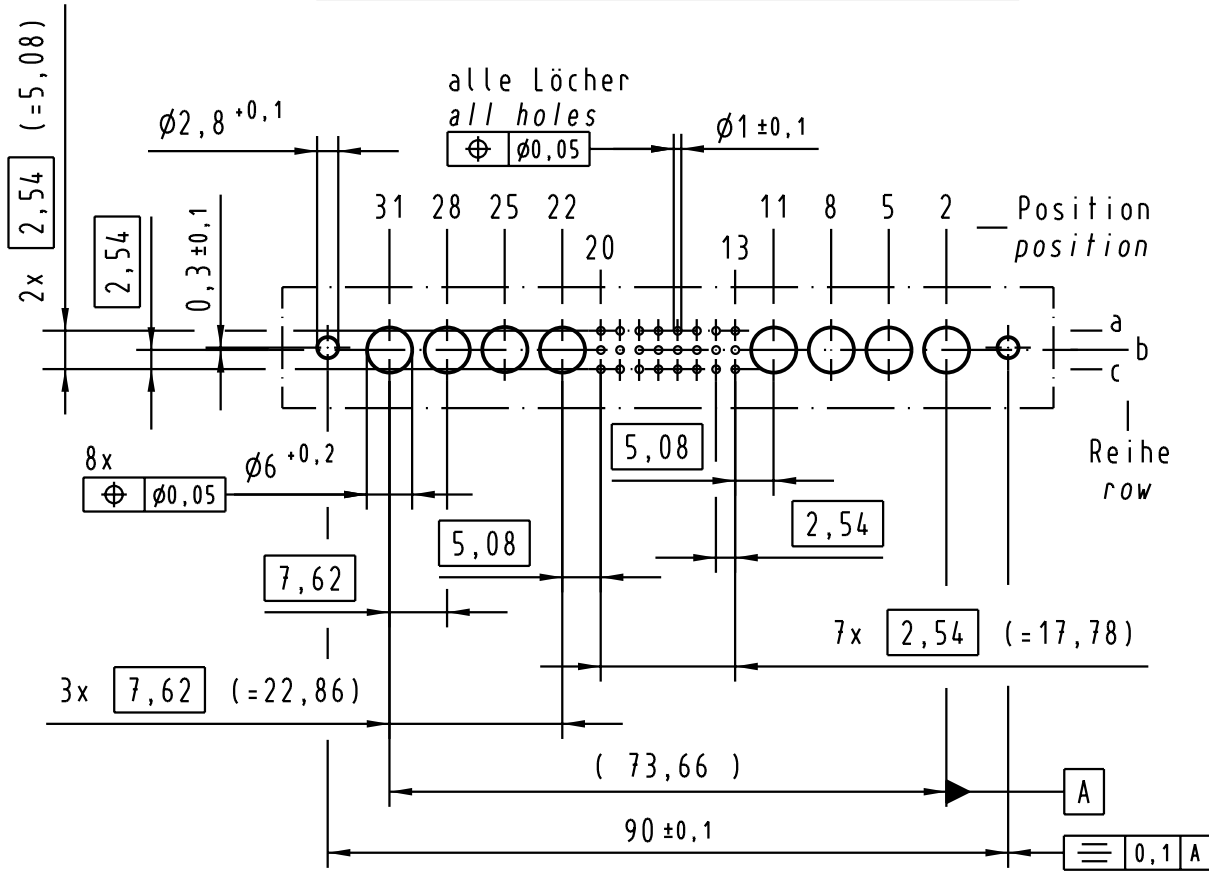 2x 2,54 (=5,08)
2,54
0,3 ±0,1
Ø2,8 +0,1
alle Löcher
all holes
⌖ Ø0,05
Ø1 ±0,1
31 28 25 22 11 8 5 2
20 13
Position
position
a
b
c
Reihe
row
8x
⌖ Ø0,05
Ø6 +0,2
5,08
2,54
5,08
7,62
7x 2,54 (=17,78)
3x 7,62 (=22,86)
( 73,66 )
A
90 ±0,1
⌯ 0,1 A